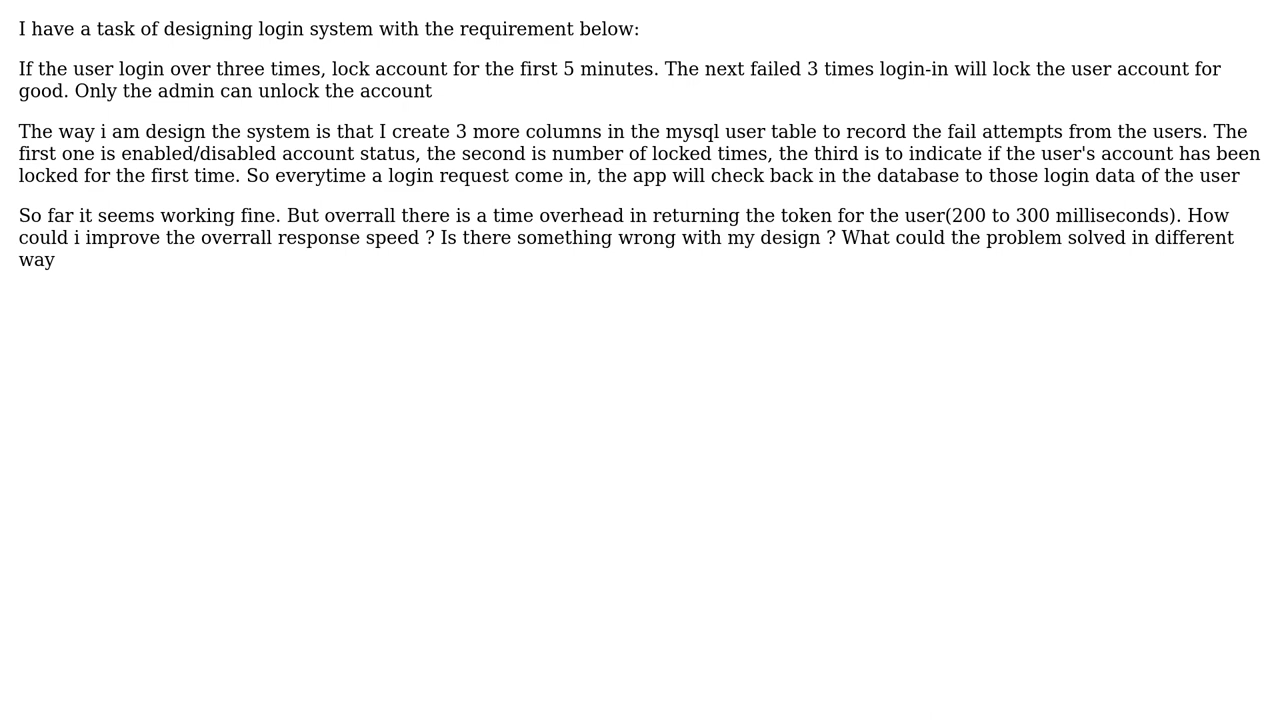 I have a task of designing login system with the requirement below:
If the user login over three times, lock account for the first 5 minutes. The next failed 3 times login-in will lock the user account for
good. Only the admin can unlock the account
The way i am design the system is that I create 3 more columns in the mysql user table to record the fail attempts from the users. The
first one is enabled/disabled account status, the second is number of locked times, the third is to indicate if the user's account has been
locked for the first time. So everytime a login request come in, the app will check back in the database to those login data of the user
So far it seems working fine. But overrall there is a time overhead in returning the token for the user(200 to 300 milliseconds). How
could i improve the overrall response speed ? Is there something wrong with my design ? What could the problem solved in different
way